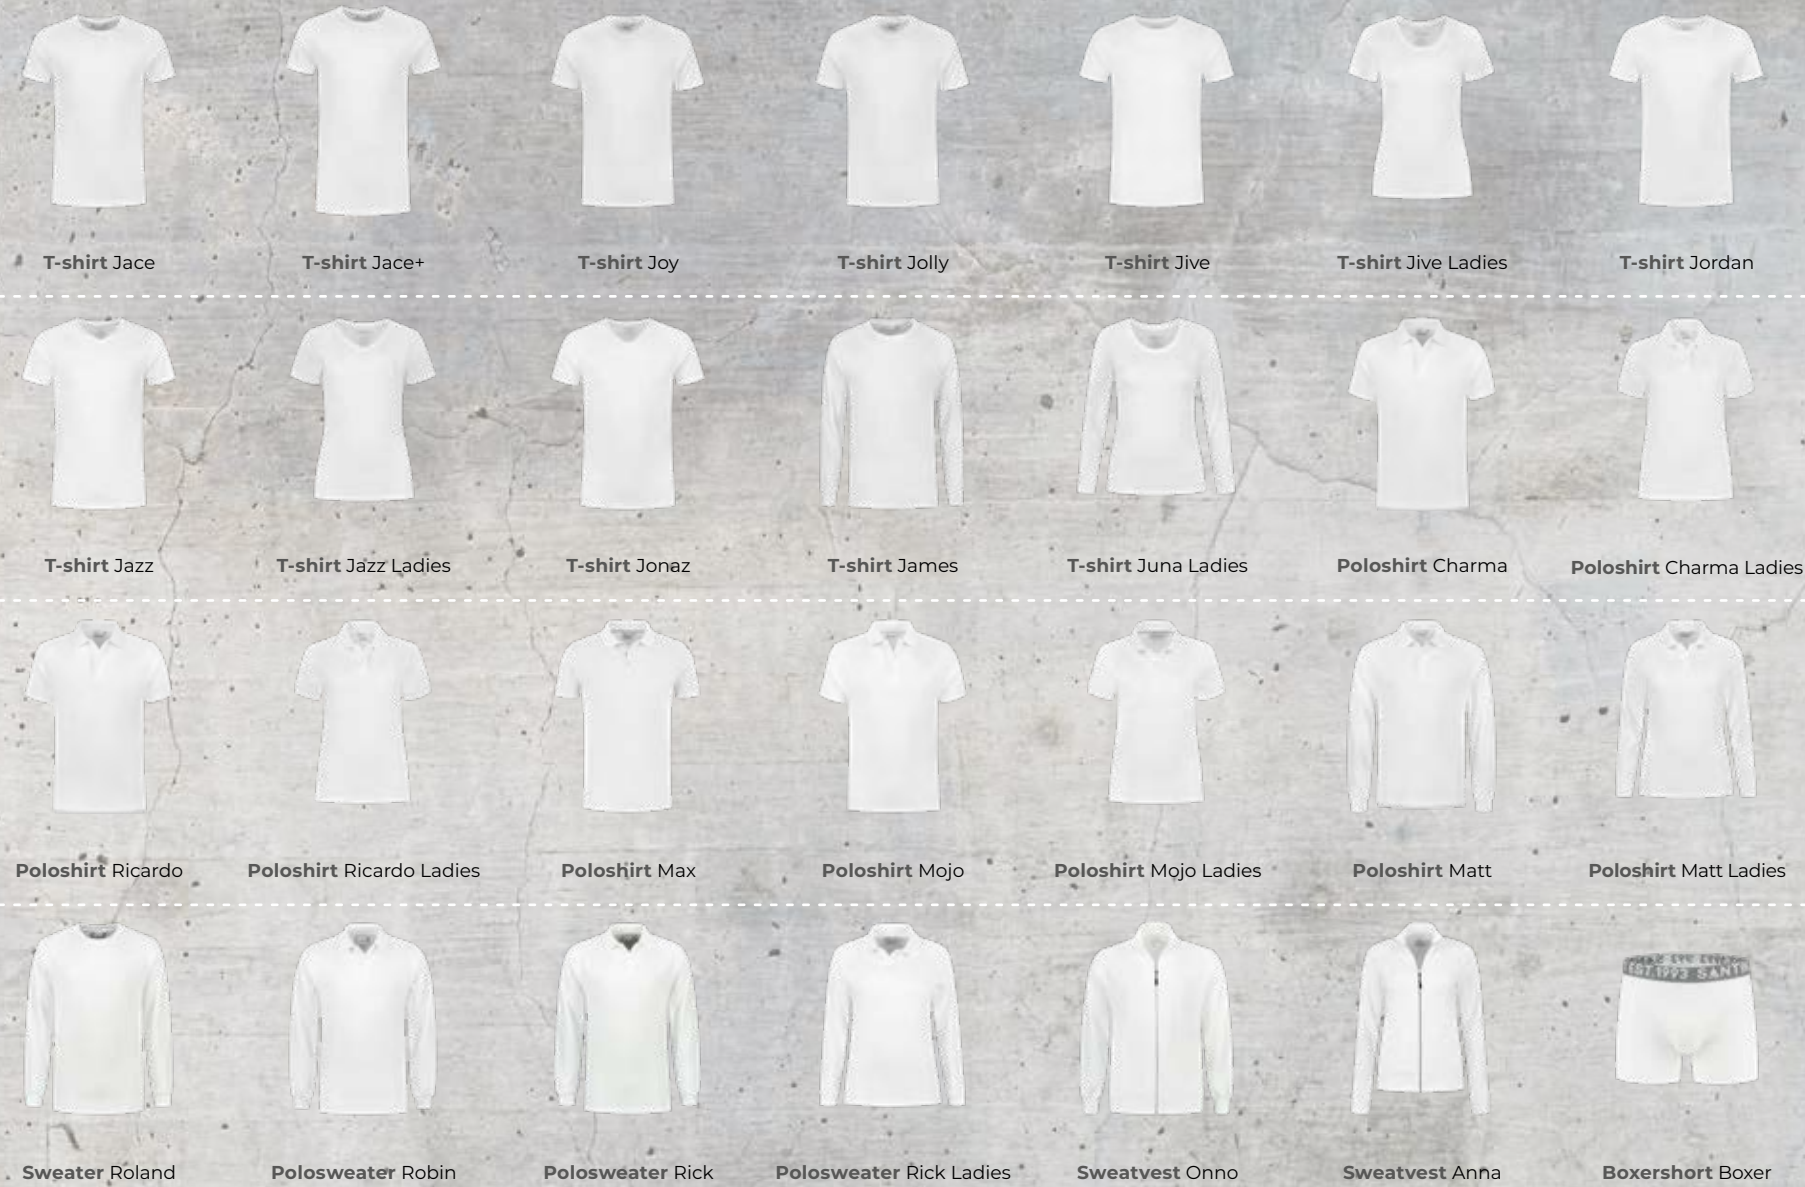 T-shirt Jace
T-shirt Jace+
T-shirt Joy
T-shirt Jolly
T-shirt Jive
T-shirt Jive Ladies
T-shirt Jordan
T-shirt Jazz
T-shirt Jazz Ladies
T-shirt Jonaz
T-shirt James
T-shirt Juna Ladies
Poloshirt Charma
Poloshirt Charma Ladies
Poloshirt Ricardo
Poloshirt Ricardo Ladies
Poloshirt Max
Poloshirt Mojo
Poloshirt Mojo Ladies
Poloshirt Matt
Poloshirt Matt Ladies
EST.1993 SANT
Sweater Roland
Polosweater Robin
Polosweater Rick
Polosweater Rick Ladies
Sweatvest Onno
Sweatvest Anna
Boxershort Boxer